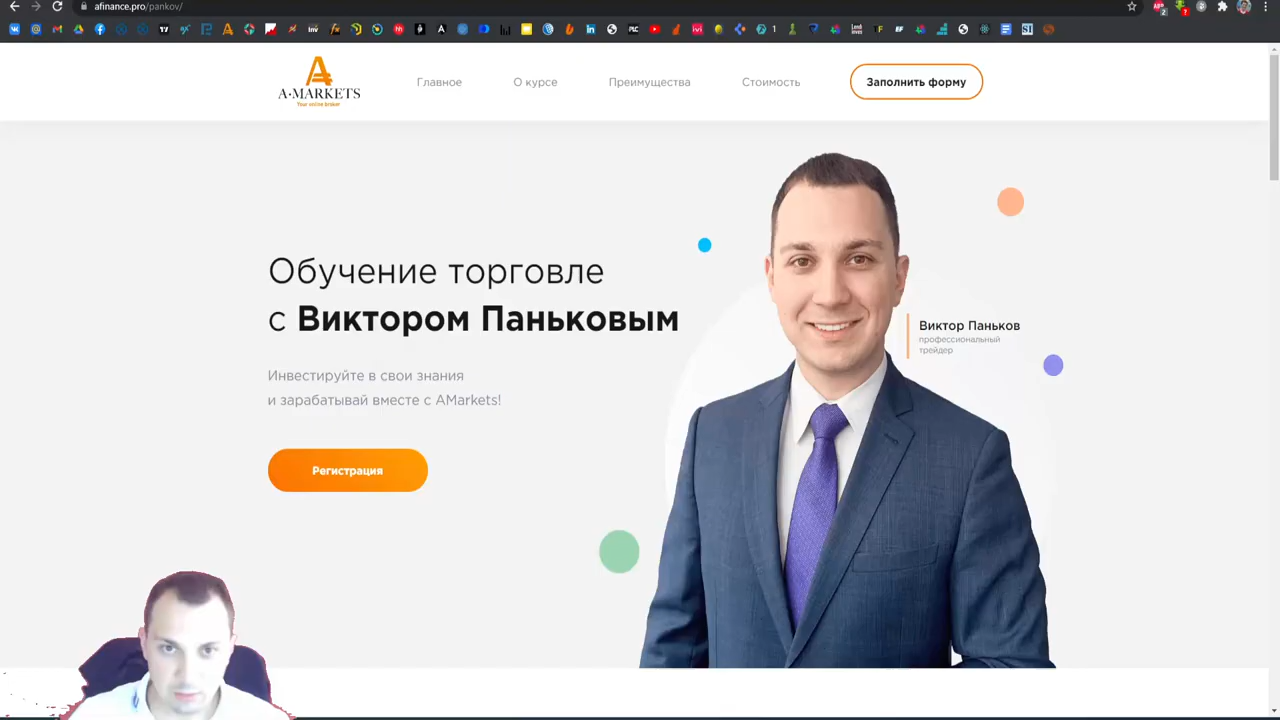 afinance.pro/pankov/
A
A·MARKETS
Your online broker
Главное
О курсе
Преимущества
Стоимость
Заполнить форму
Обучение торговле
с Виктором Паньковым
Виктор Паньков
профессиональный
трейдер
Инвестируйте в свои знания
и зарабатывай вместе с AMarkets!
Регистрация